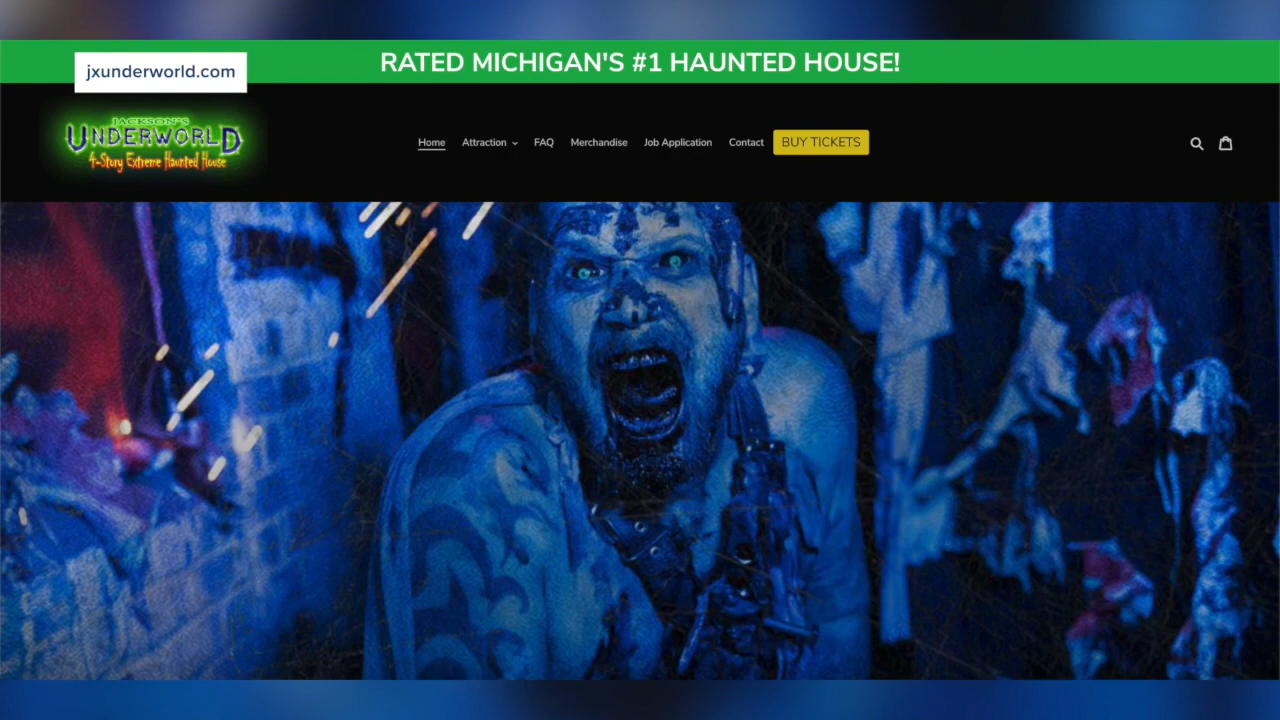 RATED MICHIGAN'S #1 HAUNTED HOUSE!
jxunderworld.com
JACKSON'S
UNDERWORLD
4-Story Extreme Haunted House
Home
Attraction
FAQ
Merchandise
Job Application
Contact
BUY TICKETS